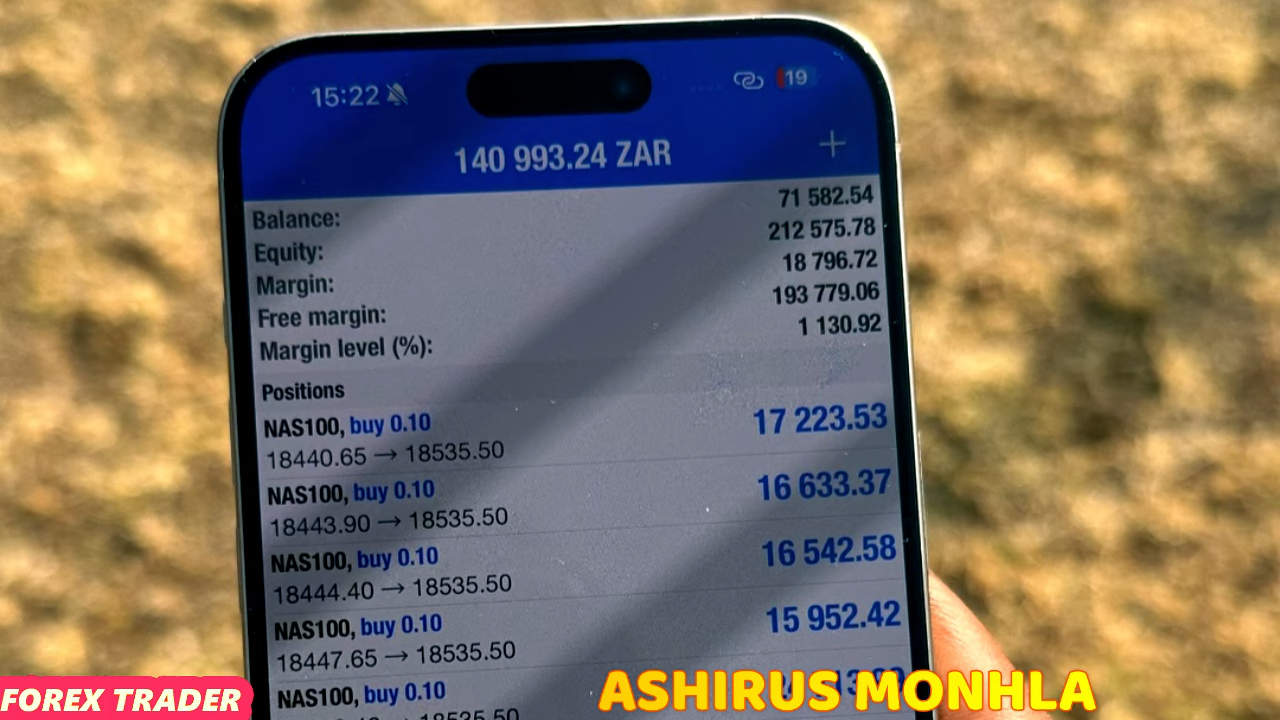 15:22
19
140 993.24 ZAR
Balance: 71 582.54
Equity: 212 575.78
Margin: 18 796.72
Free margin: 193 779.06
Margin level (%): 1 130.92
Positions
NAS100, buy 0.10 17 223.53
18440.65 → 18535.50
NAS100, buy 0.10 16 633.37
18443.90 → 18535.50
NAS100, buy 0.10 16 542.58
18444.40 → 18535.50
NAS100, buy 0.10 15 952.42
18447.65 → 18535.50
NAS100, buy 0.10
18535.50
FOREX TRADER
ASHIRUS MONHLA